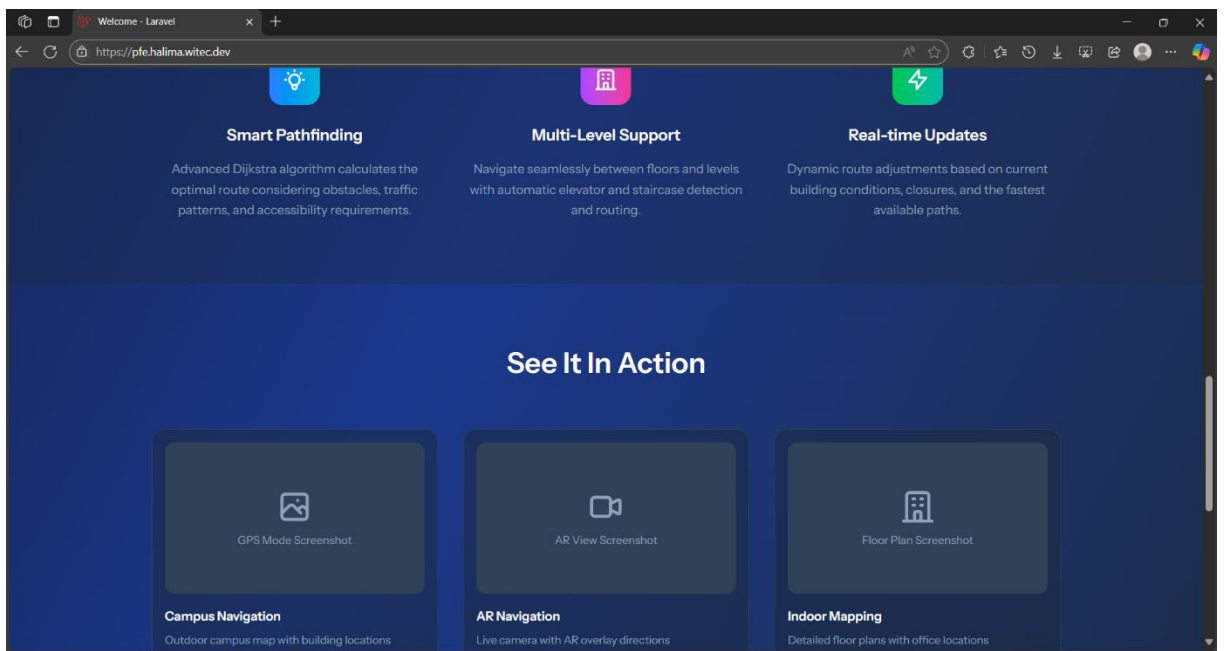 Welcome - Laravel
https://pfe.halima.witec.dev
Smart Pathfinding
Multi-Level Support
Real-time Updates
Advanced Dijkstra algorithm calculates the
optimal route considering obstacles, traffic
patterns, and accessibility requirements.
Navigate seamlessly between floors and levels
with automatic elevator and staircase detection
and routing.
Dynamic route adjustments based on current
building conditions, closures, and the fastest
available paths.
See It In Action
GPS Mode Screenshot
AR View Screenshot
Floor Plan Screenshot
Campus Navigation
Outdoor campus map with building locations
AR Navigation
Live camera with AR overlay directions
Indoor Mapping
Detailed floor plans with office locations